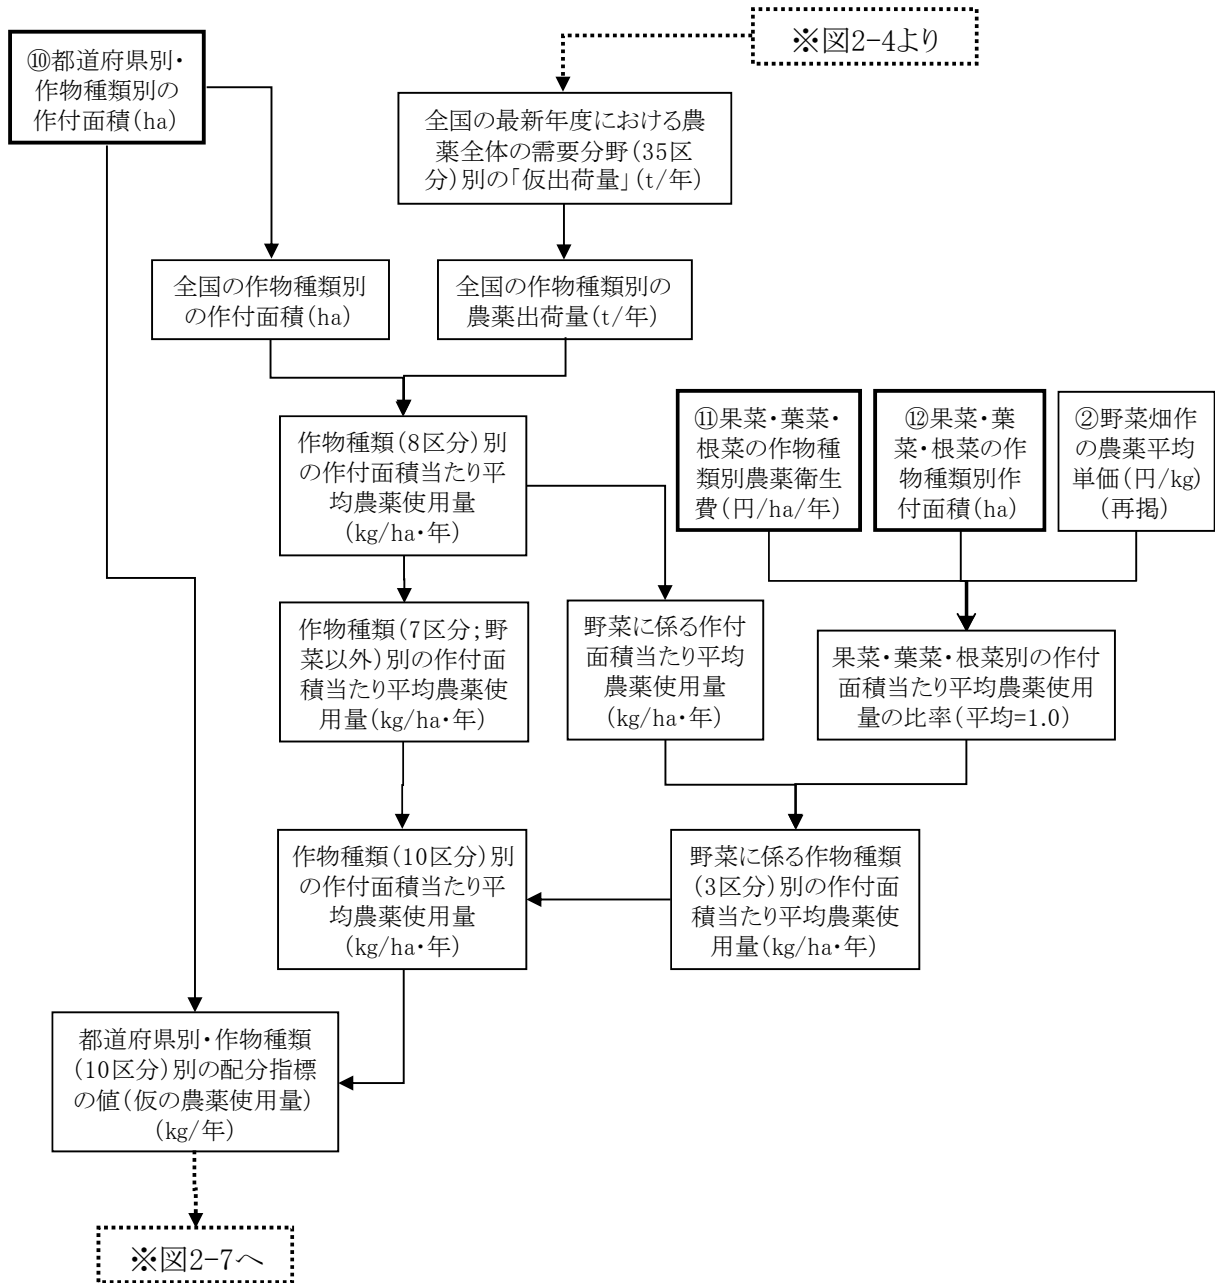 ※図2-4より
⑩都道府県別・
作物種類別の
作付面積(ha)
全国の最新年度における農
薬全体の需要分野(35区
分)別の「仮出荷量」(t/年)
全国の作物種類別
の作付面積(ha)
全国の作物種類別の
農薬出荷量(t/年)
作物種類(8区分)別
の作付面積当たり平
均農薬使用量
(kg/ha・年)
⑪果菜・葉菜・
根菜の作物種
類別農薬衛生
費(円/ha/年)
⑫果菜・葉
菜・根菜の作
物種類別作
付面積(ha)
②野菜畑作
の農薬平均
単価(円/kg)
(再掲)
作物種類(7区分;野
菜以外)別の作付面
積当たり平均農薬使
用量(kg/ha・年)
野菜に係る作付
面積当たり平均
農薬使用量
(kg/ha・年)
果菜・葉菜・根菜別の作付
面積当たり平均農薬使用
量の比率(平均=1.0)
作物種類(10区分)別
の作付面積当たり平
均農薬使用量
(kg/ha・年)
野菜に係る作物種類
(3区分)別の作付面
積当たり平均農薬使
用量(kg/ha・年)
都道府県別・作物種類
(10区分)別の配分指標
の値(仮の農薬使用量)
(kg/年)
※図2-7へ